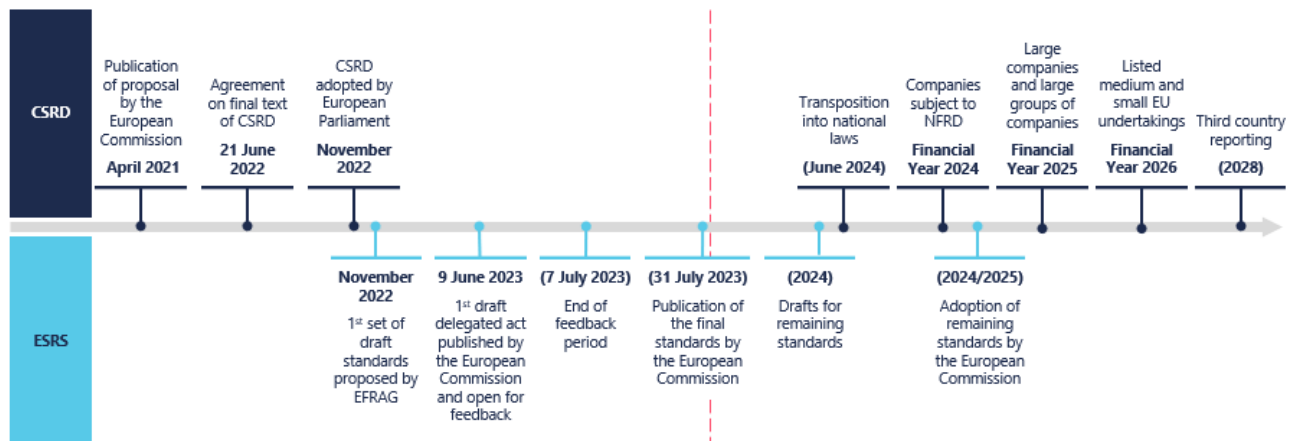 CSRD
Publication
of proposal
by the
European
Commission
April 2021
Agreement
on final text
of CSRD
21 June
2022
CSRD
adopted by
European
Parliament
November
2022
Transposition
into national
laws
(June 2024)
Companies
subject to
NFRD
Financial
Year 2024
Large
companies
and large
groups of
companies
Financial
Year 2025
Listed
medium and
small EU
undertakings
Financial
Year 2026
Third country
reporting
(2028)
ESRS
November
2022
1st set of
draft
standards
proposed by
EFRAG
9 June 2023
1st draft
delegated act
published by
the European
Commission
and open for
feedback
(7 July 2023)
End of
feedback
period
(31 July 2023)
Publication of
the final
standards by
the European
Commission
(2024)
Drafts for
remaining
standards
(2024/2025)
Adoption of
remaining
standards by
the European
Commission